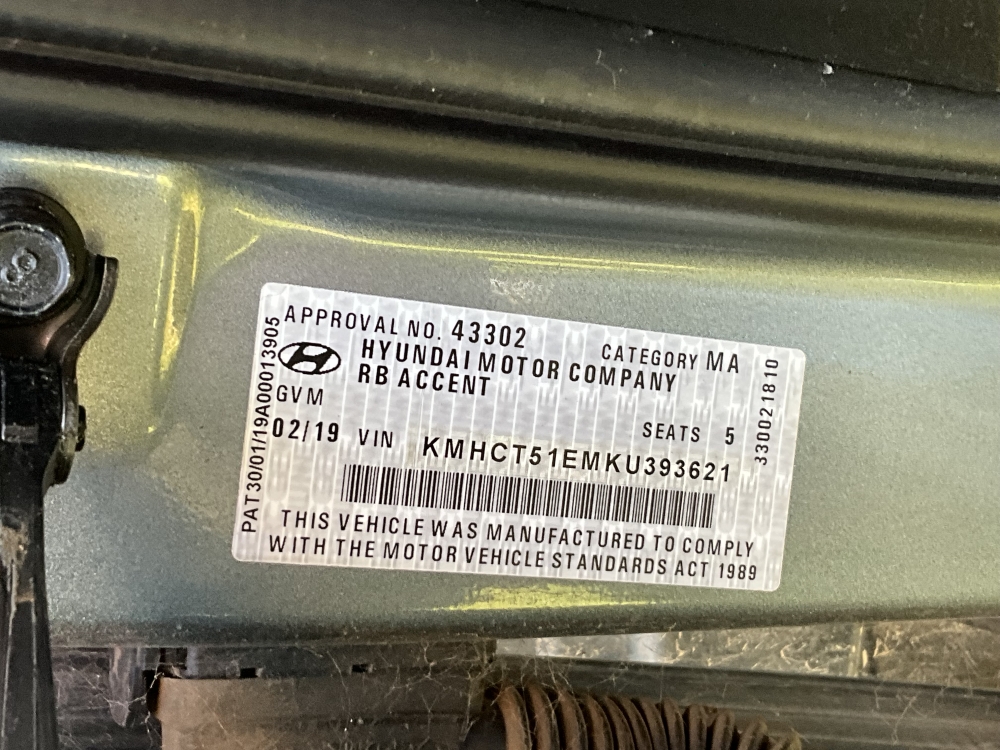 APPROVAL NO. 43302 CATEGORY MA
HYUNDAI MOTOR COMPANY
RB ACCENT
GVM
SEATS 5
02/19 VIN KMHCT51EMKU393621
THIS VEHICLE WAS MANUFACTURED TO COMPLY
WITH THE MOTOR VEHICLE STANDARDS ACT 1989
PAT30/01/19A00013905
330021810